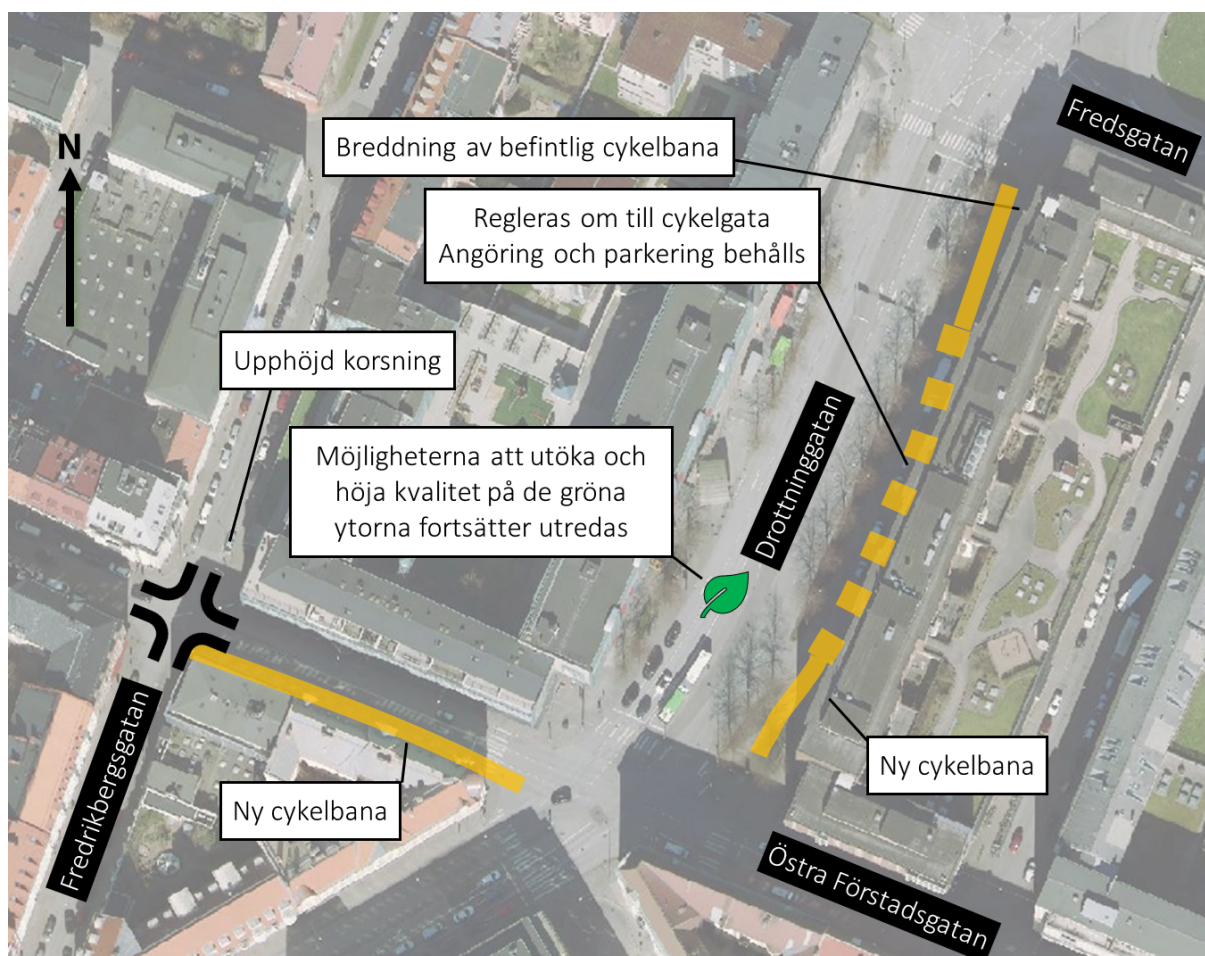 Fredsgatan
Breddning av befintlig cykelbana
N
Regleras om till cykelgata
Angöring och parkering behålls
Upphöjd korsning
Möjligheterna att utöka och
höja kvalitet på de gröna
ytorna fortsätter utredas
Drottninggatan
Fredrikbergsgatan
Ny cykelbana
Ny cykelbana
Östra Förstadsgatan